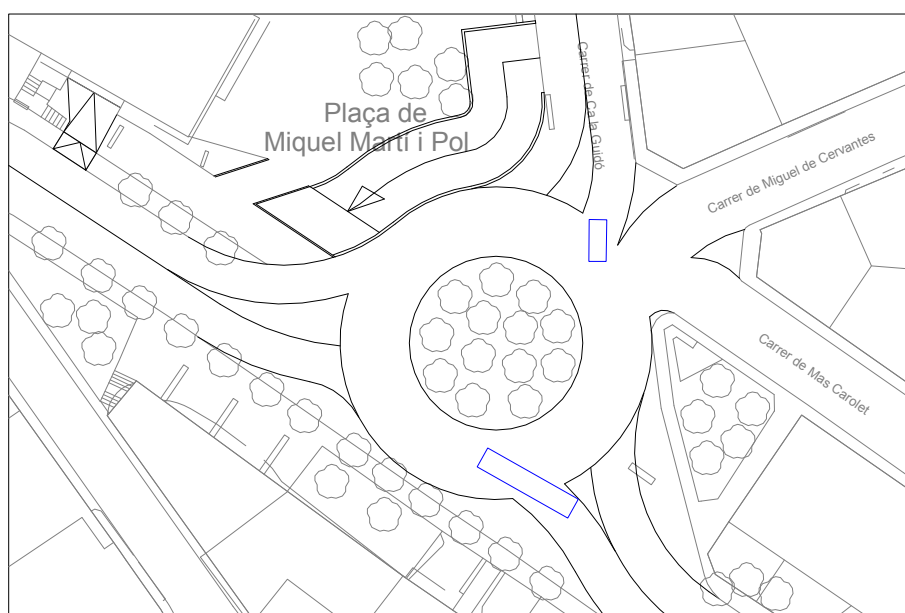 Plaça de
Miquel Martí i Pol
Carrer de Ca la Guidó
Carrer de Miguel de Cervantes
Carrer de Mas Carolet